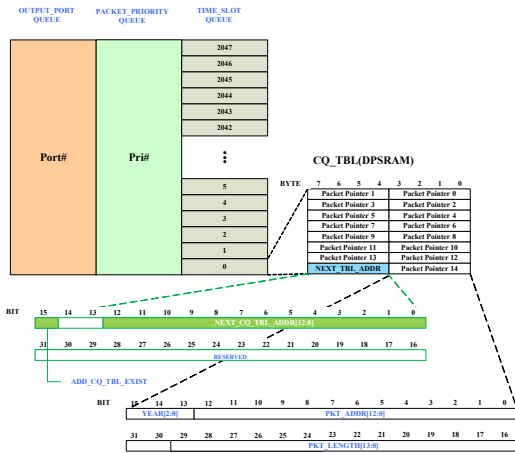 OUTPUT_PORT QUEUE PACKET_PRIORITY QUEUE TIME_SLOT QUEUE
2047
2046
2045
2044
2043
2042
Port# Pri#
5
4
3
2
1
0
CQ_TBL(DPSRAM)
BYTE 7 6 5 4 3 2 1 0
Packet Pointer 1 Packet Pointer 0
Packet Pointer 3 Packet Pointer 2
Packet Pointer 5 Packet Pointer 4
Packet Pointer 7 Packet Pointer 6
Packet Pointer 9 Packet Pointer 8
Packet Pointer 11 Packet Pointer 10
Packet Pointer 13 Packet Pointer 12
NEXT_TBL_ADDR Packet Pointer 14
BIT 15 14 13 12 11 10 9 8 7 6 5 4 3 2 1 0
NEXT_CQ_TBL_ADDR[12:0]
31 30 29 28 27 26 25 24 23 22 21 20 19 18 17 16
RESERVED
ADD_CQ_TBL_EXIST
BIT 15 14 13 12 11 10 9 8 7 6 5 4 3 2 1 0
YEAR[2:0] PKT_ADDR[12:0]
31 30 29 28 27 26 25 24 23 22 21 20 19 18 17 16
PKT_LENGTH[13:0]